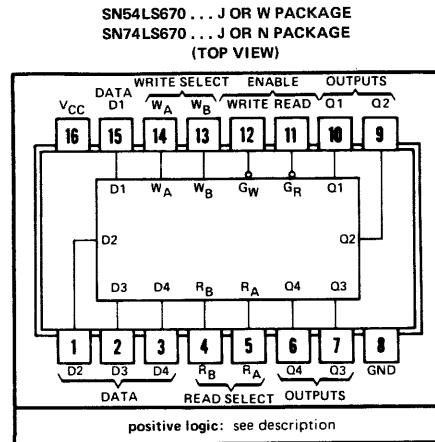 SN54LS670 . . . J OR W PACKAGE
SN74LS670 . . . J OR N PACKAGE
(TOP VIEW)
WRITE SELECT ENABLE OUTPUTS
DATA
VCC D1 WA WB WRITE READ Q1 Q2
16 15 14 13 12 11 10 9
D1 WA WB GW GR Q1
D2 Q2
D3 D4 RB RA Q4 Q3
1 2 3 4 5 6 7 8
D2 D3 D4 RB RA Q4 Q3 GND
DATA READ SELECT OUTPUTS
positive logic: see description